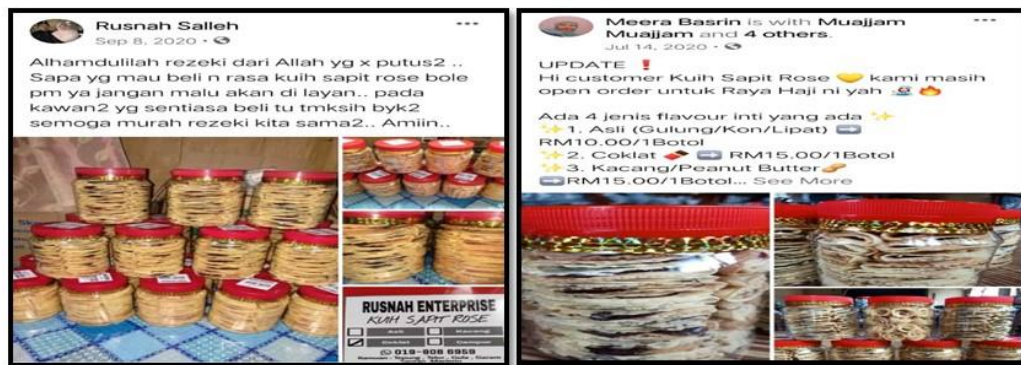 Rusnah Salleh
Sep 8, 2020
Alhamdulilah rezeki dari Allah yg x putus2 ..
Sapa yg mau beli n rasa kuih sapit rose bole
pm ya jangan malu akan di layan.. pada
kawan2 yg sentiasa beli tu tmksih byk2
semoga murah rezeki kita sama2.. Amiin..
RUSNAH ENTERPRISE
KUIH SAPIT ROSE
Asli
Kacang
Coklat
Campur
019-808 6959
Meera Basrin is with Muajjam
Muajjam and 4 others.
Jul 14, 2020
UPDATE ❗
Hi customer Kuih Sapit Rose 💛 kami masih
open order untuk Raya Haji ni yah 🕋🔥
Ada 4 jenis flavour inti yang ada ✨
✨1. Asli (Gulung/Kon/Lipat) ➡️
RM10.00/1Botol
✨2. Coklat 🍫 ➡️ RM15.00/1Botol
✨3. Kacang/Peanut Butter🥜
➡️RM15.00/1Botol... See More